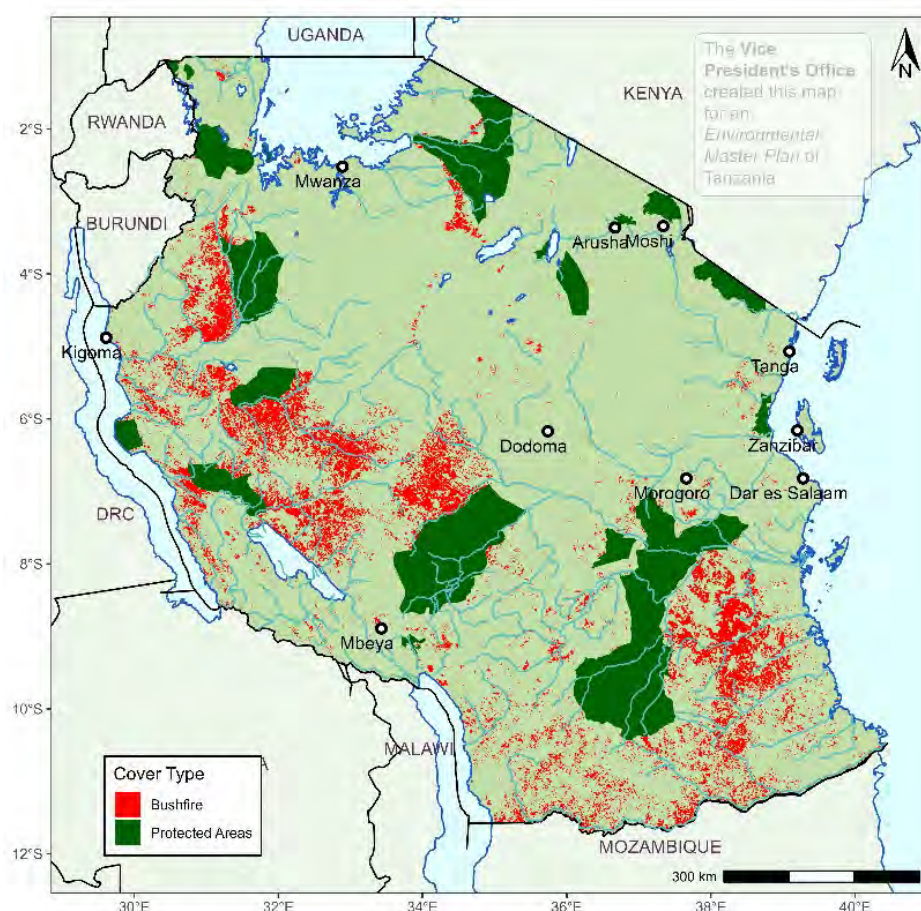 UGANDA
The Vice
President's Office
created this map
for an
Environmental
Master Plan of
Tanzania
N
KENYA
2°S
RWANDA
Mwanza
BURUNDI
Arusha
Moshi
4°S
Kigoma
Tanga
6°S
Dodoma
Zanzibar
Morogoro
Dar es Salaam
DRC
8°S
Mbeya
10°S
MALAWI
Cover Type
Bushfire
Protected Areas
A
MOZAMBIQUE
12°S
300 km
30°E
32°E
34°E
36°E
38°E
40°E